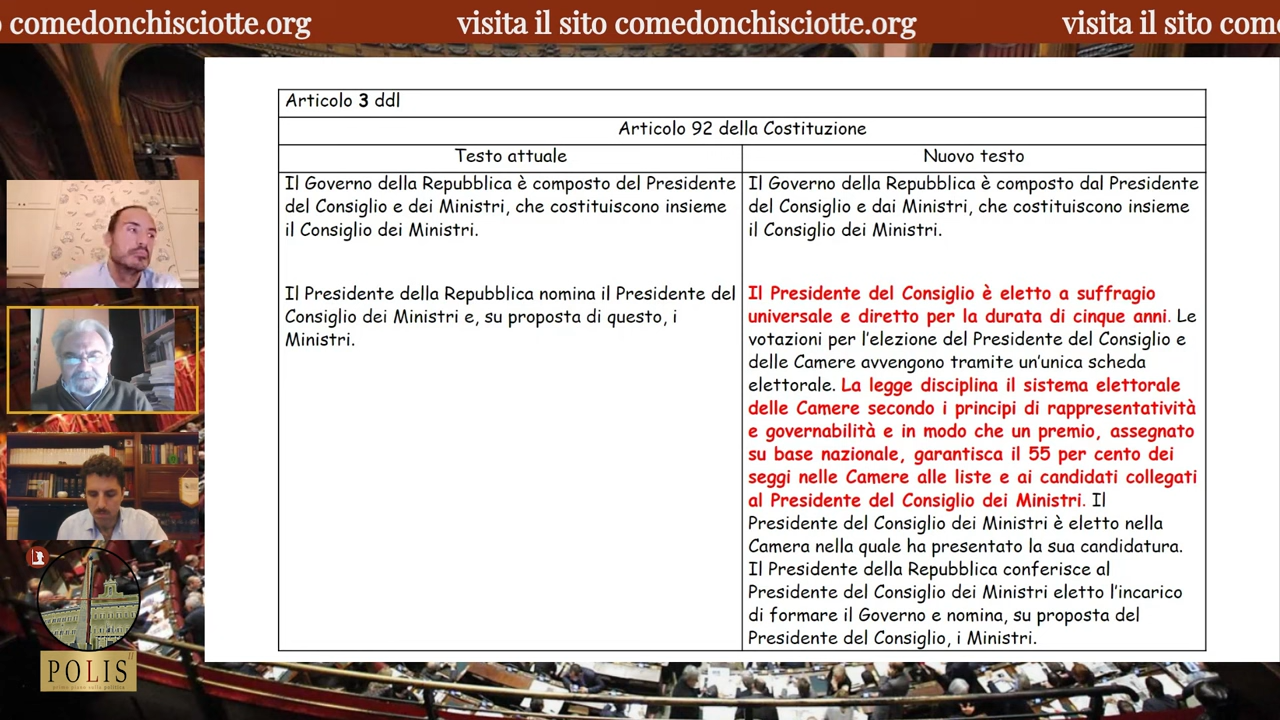 comedonchisciotte.org visita il sito comedonchisciotte.org visita il sito com
Articolo 3 ddl
Articolo 92 della Costituzione
Testo attuale
Il Governo della Repubblica è composto del Presidente
del Consiglio e dei Ministri, che costituiscono insieme
il Consiglio dei Ministri.
Il Presidente della Repubblica nomina il Presidente del
Consiglio dei Ministri e, su proposta di questo, i
Ministri.
Nuovo testo
Il Governo della Repubblica è composto dal Presidente
del Consiglio e dai Ministri, che costituiscono insieme
il Consiglio dei Ministri.
Il Presidente del Consiglio è eletto a suffragio
universale e diretto per la durata di cinque anni. Le
votazioni per l’elezione del Presidente del Consiglio e
delle Camere avvengono tramite un’unica scheda
elettorale. La legge disciplina il sistema elettorale
delle Camere secondo i principi di rappresentatività
e governabilità e in modo che un premio, assegnato
su base nazionale, garantisca il 55 per cento dei
seggi nelle Camere alle liste e ai candidati collegati
al Presidente del Consiglio dei Ministri. Il
Presidente del Consiglio dei Ministri è eletto nella
Camera nella quale ha presentato la sua candidatura.
Il Presidente della Repubblica conferisce al
Presidente del Consiglio dei Ministri eletto l’incarico
di formare il Governo e nomina, su proposta del
Presidente del Consiglio, i Ministri.
POLIS